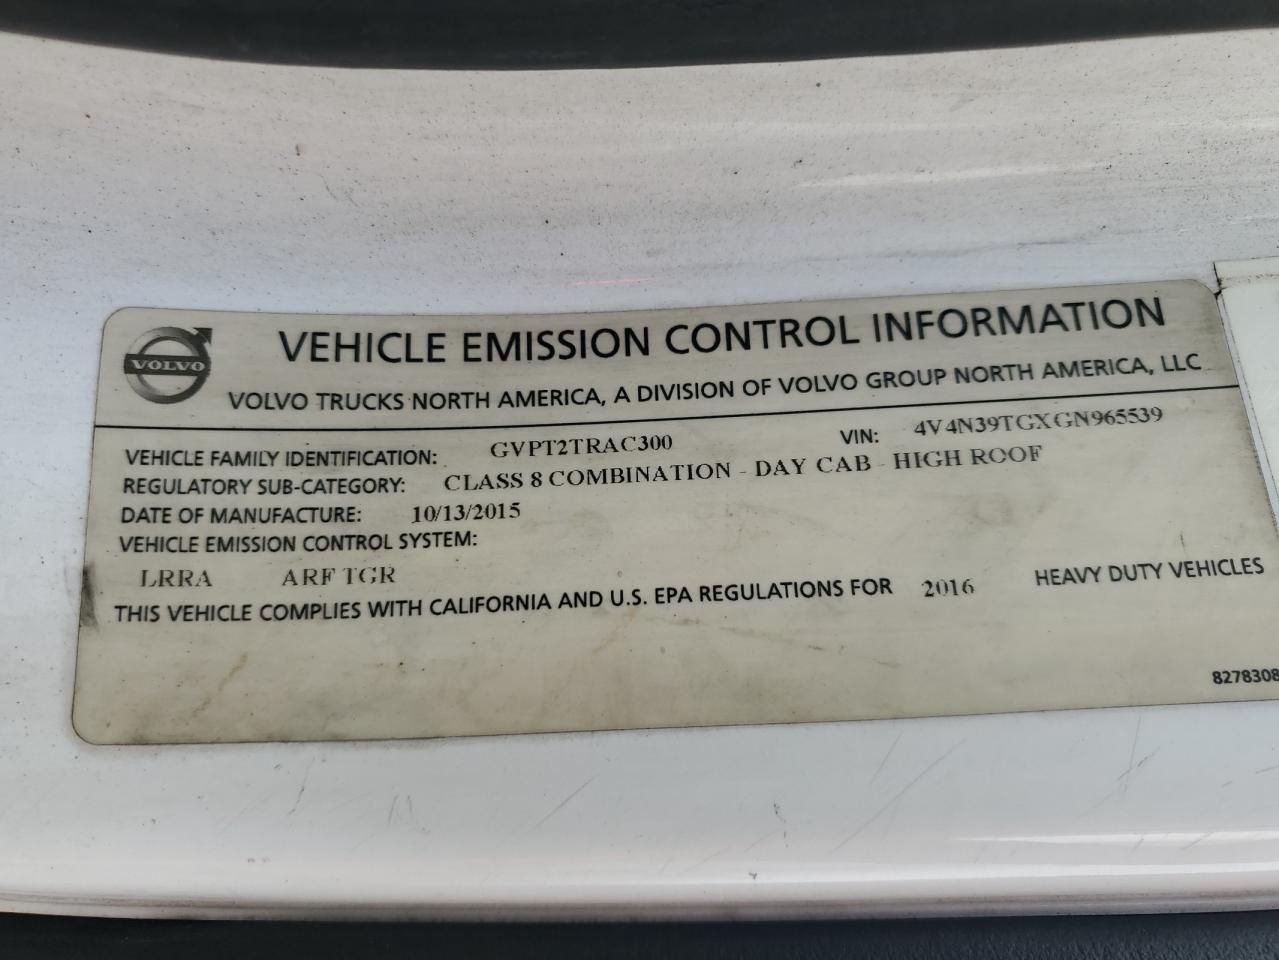 VOLVO
VEHICLE EMISSION CONTROL INFORMATION
VOLVO TRUCKS NORTH AMERICA, A DIVISION OF VOLVO GROUP NORTH AMERICA, LLC
VEHICLE FAMILY IDENTIFICATION: GVPT2TRAC300 VIN: 4V4N39TGXGN965539
REGULATORY SUB-CATEGORY: CLASS 8 COMBINATION - DAY CAB - HIGH ROOF
DATE OF MANUFACTURE: 10/13/2015
VEHICLE EMISSION CONTROL SYSTEM:
LRRA ARF TGR
THIS VEHICLE COMPLIES WITH CALIFORNIA AND U.S. EPA REGULATIONS FOR 2016 HEAVY DUTY VEHICLES
8278308